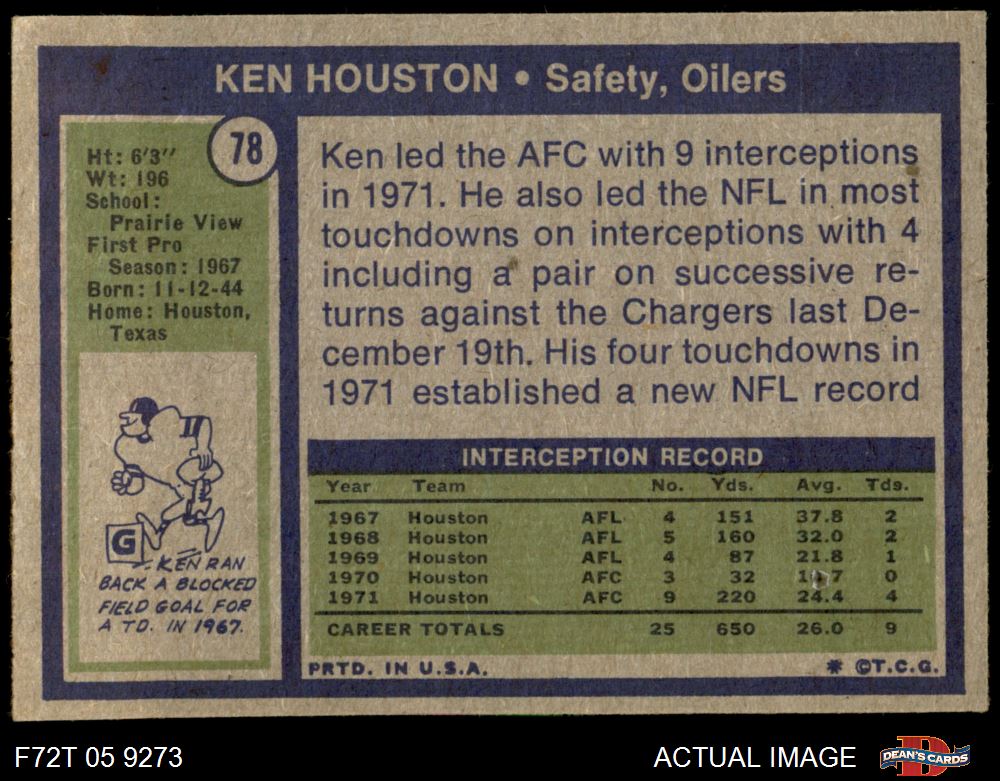 KEN HOUSTON • Safety, Oilers
78
Ht: 6'3''
Wt: 196
School:
Prairie View
First Pro
Season: 1967
Born: 11-12-44
Home: Houston,
Texas
G
KEN RAN
BACK A BLOCKED
FIELD GOAL FOR
A TD. IN 1967.
Ken led the AFC with 9 interceptions
in 1971. He also led the NFL in most
touchdowns on interceptions with 4
including a pair on successive re-
turns against the Chargers last De-
cember 19th. His four touchdowns in
1971 established a new NFL record
INTERCEPTION RECORD
Year Team No. Yds. Avg. Tds.
1967 Houston AFL 4 151 37.8 2
1968 Houston AFL 5 160 32.0 2
1969 Houston AFL 4 87 21.8 1
1970 Houston AFC 3 32 0
1971 Houston AFC 9 220 24.4 4
CAREER TOTALS 25 650 26.0 9
PRTD. IN U.S.A. * ©T.C.G.
F72T 05 9273
ACTUAL IMAGE
DEAN'S CARDS